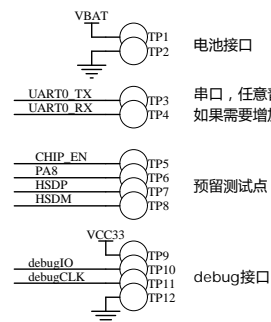 VBAT
TP1
TP2
电池接口
UART0_TX
UART0_RX
TP3
TP4
串口，任意
如果需要增加
CHIP_EN
PA8
HSDP
HSDM
TP5
TP6
TP7
TP8
预留测试点
VCC33
debugIO
debugCLK
TP9
TP10
TP11
TP12
debug接口